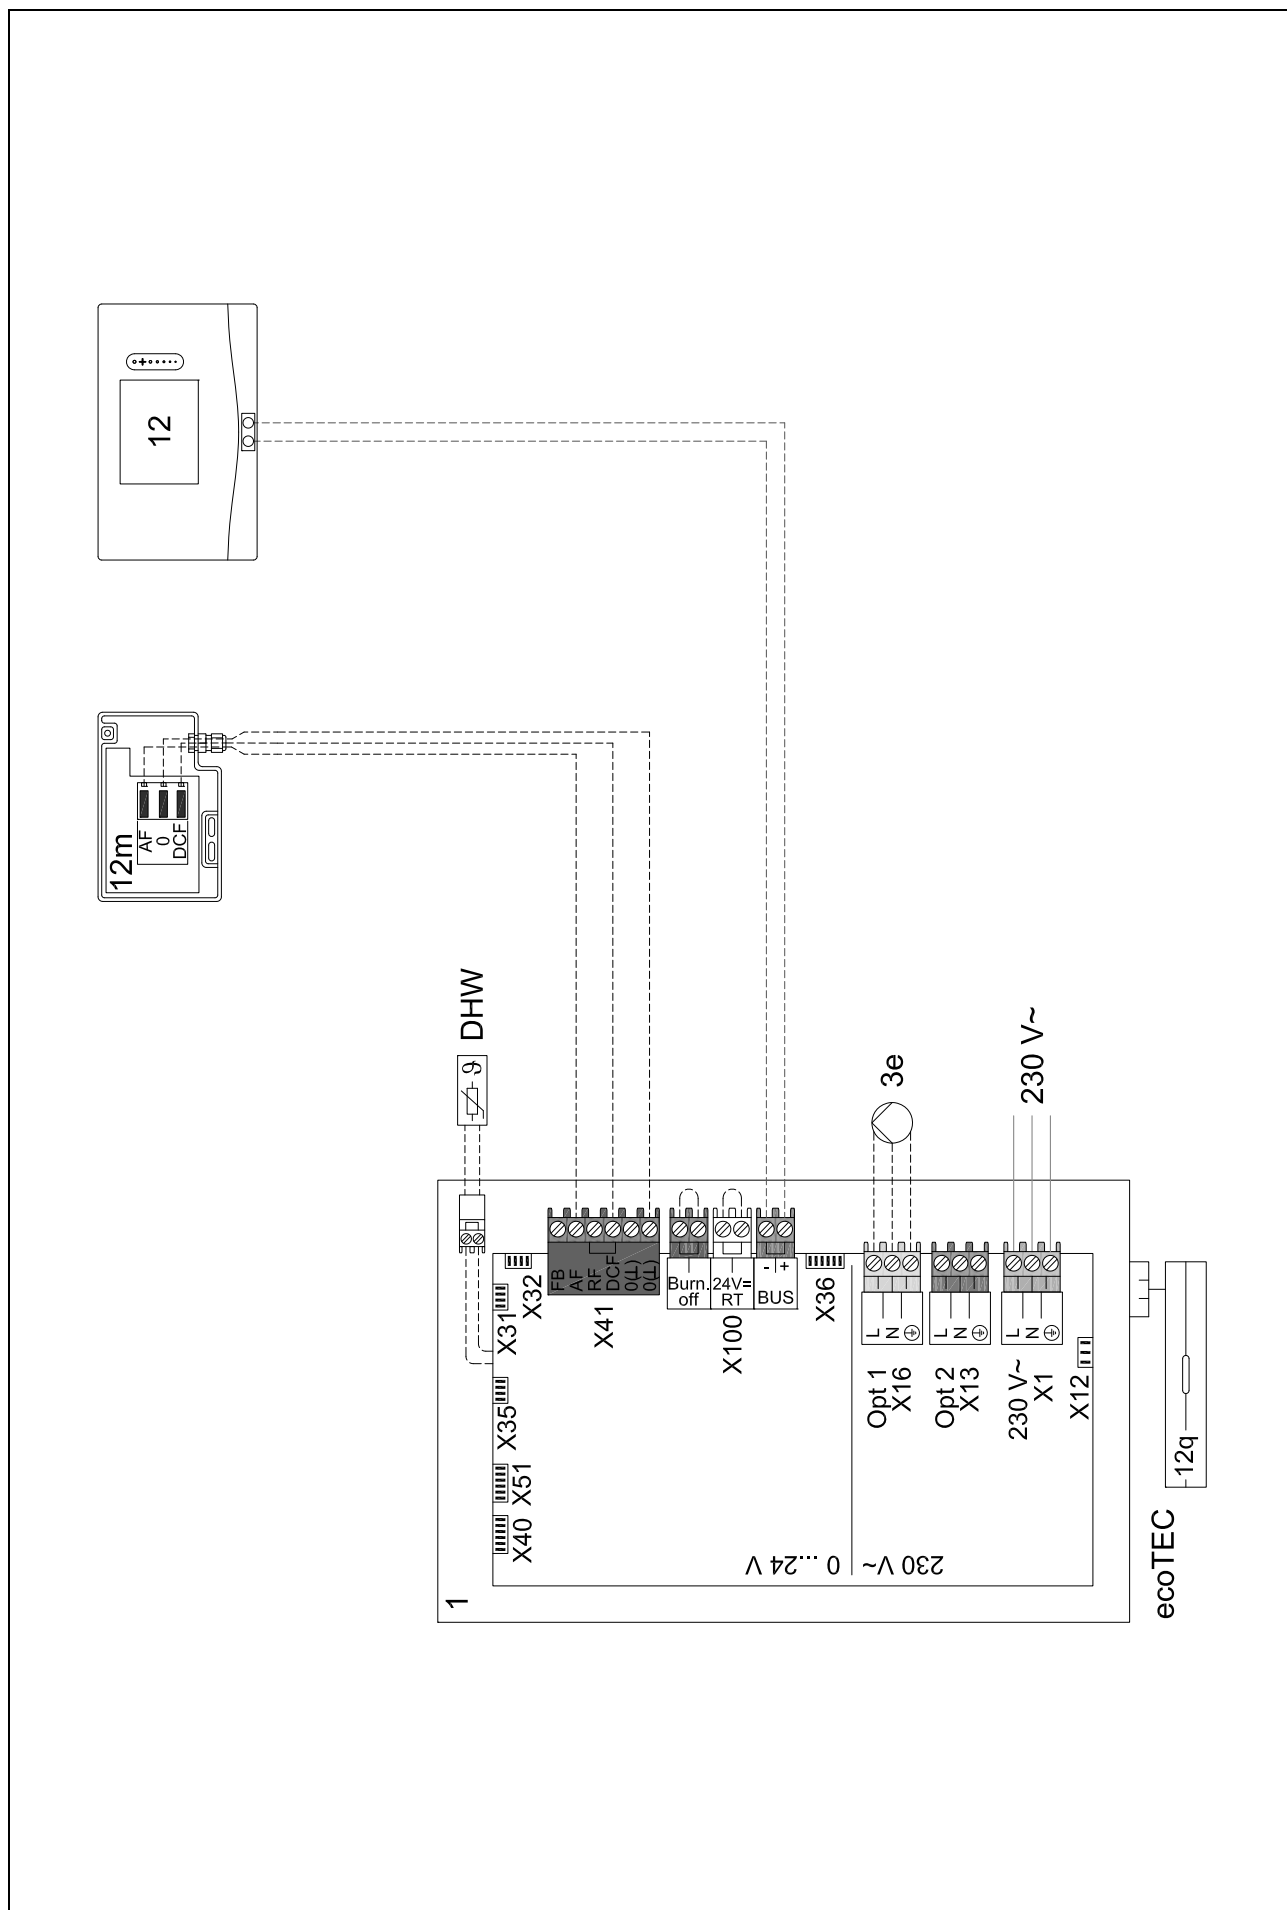 12
12m
AF
0
DCF
DHW
ϑ
3e
230 V~
X31
X32
FB
AF
RF
DCF
0(⊥)
0(⊥)
X41
Burn.
off
24V=
RT
X100
- +
BUS
X36
L
N
Opt 1
X16
L
N
Opt 2
X13
L
N
230 V~
X1
X12
X35
X51
X40
0 ...24 V
230 V~
1
ecoTEC
12q